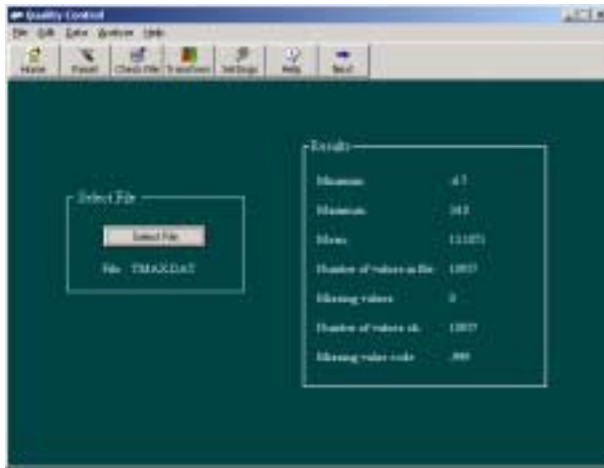 Quality Control
File Edit Data Analyse Help
Home Reset Check File Transform Settings Help Next
Select File
Select File
File: TMAX.DAT
Results
Minimum
Maximum
Mean
Number of values in file
Missing values 0
Number of values ok
Missing value code -999